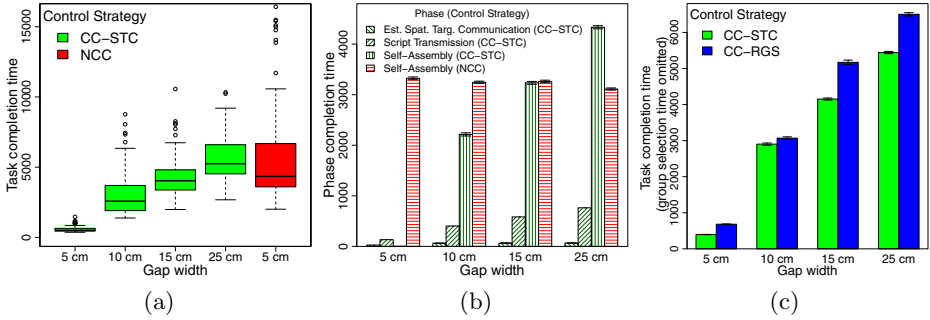 Control Strategy
CC−STC
NCC
Task completion time
0
5000
10000
15000
5 cm
10 cm
15 cm
25 cm
5 cm
Gap width
(a)
Phase (Control Strategy)
Est. Spat. Targ. Communication (CC−STC)
Script Transmission (CC−STC)
Self−Assembly (CC−STC)
Self−Assembly (NCC)
Phase completion time
0
1000
2000
3000
4000
5 cm
10 cm
15 cm
25 cm
Gap width
(b)
Control Strategy
CC−STC
CC−RGS
Task completion time
(group selection time omitted)
0
1000
2000
3000
4000
5000
6000
5 cm
10 cm
15 cm
25 cm
Gap width
(c)